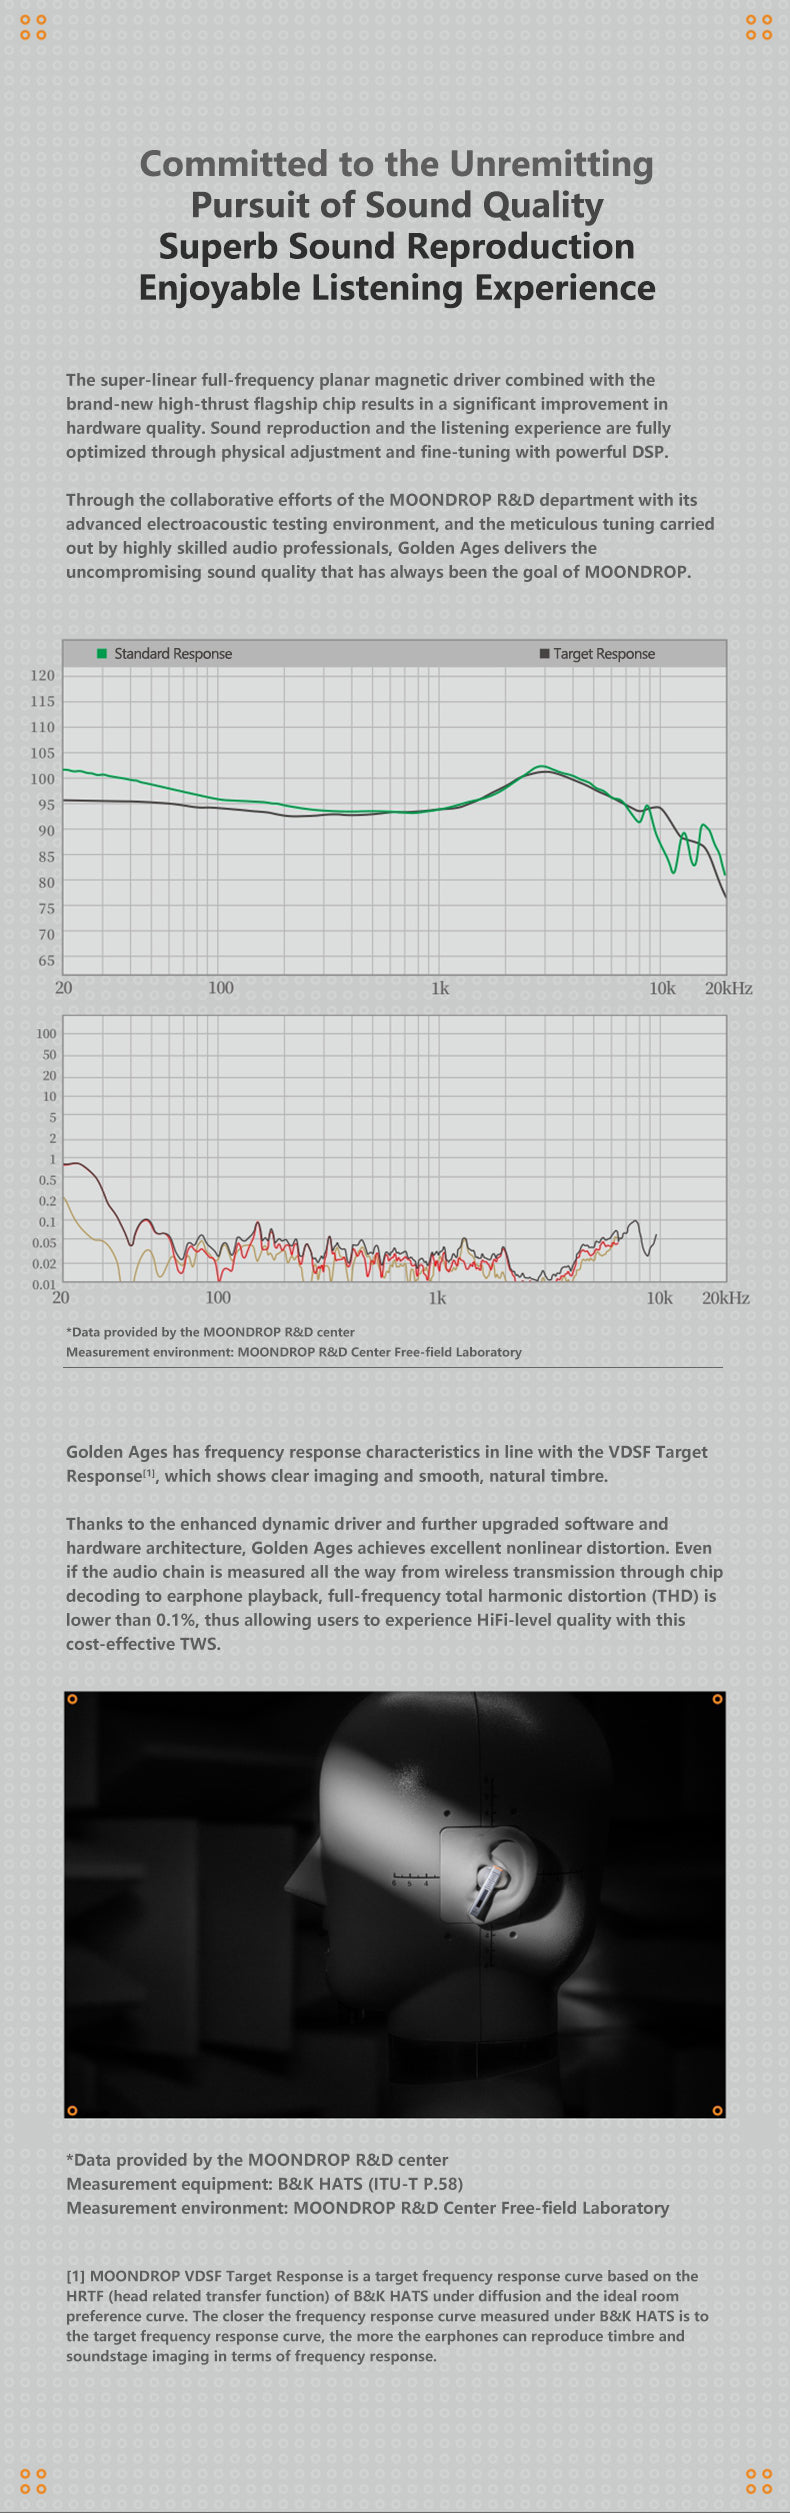 Committed to the Unremitting
Pursuit of Sound Quality
Superb Sound Reproduction
Enjoyable Listening Experience
The super-linear full-frequency planar magnetic driver combined with the
brand-new high-thrust flagship chip results in a significant improvement in
hardware quality. Sound reproduction and the listening experience are fully
optimized through physical adjustment and fine-tuning with powerful DSP.
Through the collaborative efforts of the MOONDROP R&D department with its
advanced electroacoustic testing environment, and the meticulous tuning carried
out by highly skilled audio professionals, Golden Ages delivers the
uncompromising sound quality that has always been the goal of MOONDROP.
Standard Response Target Response
120
115
110
105
100
95
90
85
80
75
70
65
20 100 1k 10k 20kHz
100
50
20
10
5
2
1
0.5
0.2
0.1
0.05
0.02
0.01
20 100 1k 10k 20kHz
*Data provided by the MOONDROP R&D center
Measurement environment: MOONDROP R&D Center Free-field Laboratory
Golden Ages has frequency response characteristics in line with the VDSF Target
Response[1], which shows clear imaging and smooth, natural timbre.
Thanks to the enhanced dynamic driver and further upgraded software and
hardware architecture, Golden Ages achieves excellent nonlinear distortion. Even
if the audio chain is measured all the way from wireless transmission through chip
decoding to earphone playback, full-frequency total harmonic distortion (THD) is
lower than 0.1%, thus allowing users to experience HiFi-level quality with this
cost-effective TWS.
6 5 4
*Data provided by the MOONDROP R&D center
Measurement equipment: B&K HATS (ITU-T P.58)
Measurement environment: MOONDROP R&D Center Free-field Laboratory
[1] MOONDROP VDSF Target Response is a target frequency response curve based on the
HRTF (head related transfer function) of B&K HATS under diffusion and the ideal room
preference curve. The closer the frequency response curve measured under B&K HATS is to
the target frequency response curve, the more the earphones can reproduce timbre and
soundstage imaging in terms of frequency response.